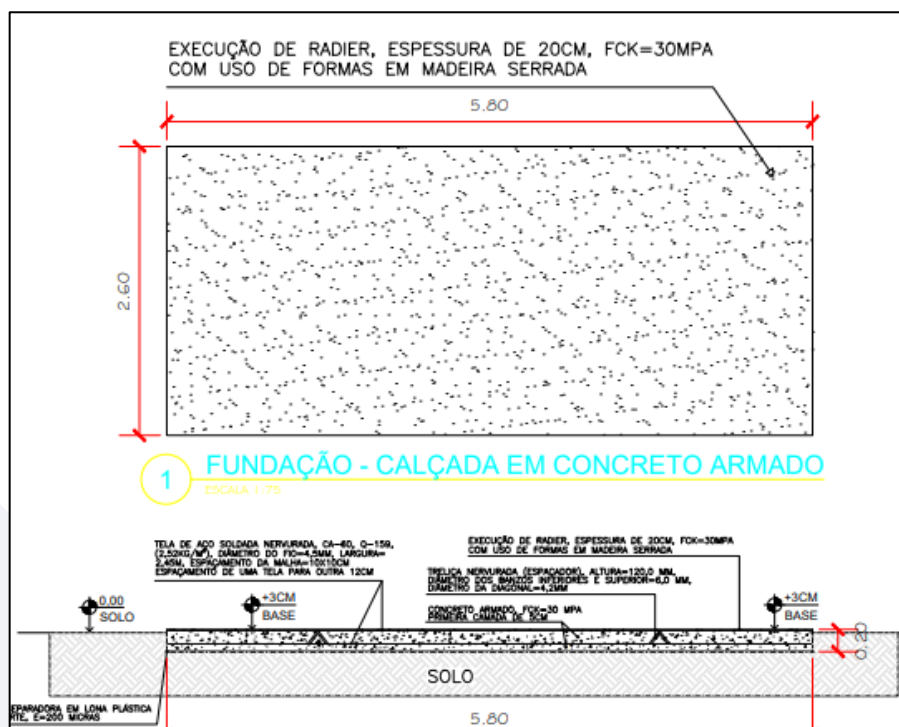 EXECUÇÃO DE RADIER, ESPESSURA DE 20CM, FCK=30MPA
COM USO DE FORMAS EM MADEIRA SERRADA
5.80
2.60
1
FUNDAÇÃO - CALÇADA EM CONCRETO ARMADO
ESCALA 1:75
TELA DE AÇO SOLDADA NERVURADA, CA-60, Q-159,
(2,52KG/M²), DIÂMETRO DO FIO=4,5MM, LARGURA=
2,45M, ESPAÇAMENTO DA MALHA=10X10CM
ESPAÇAMENTO DE UMA TELA PARA OUTRA 12CM
EXECUÇÃO DE RADIER, ESPESSURA DE 20CM, FCK=30MPA
COM USO DE FORMAS EM MADEIRA SERRADA
TRELIÇA NERVURADA (ESPAÇADOR), ALTURA=120,0 MM,
DIÂMETRO DOS BANZOS INFERIORES E SUPERIOR=6,0 MM,
DIÂMETRO DA DIAGONAL=4,2MM
CONCRETO ARMADO, FCK=30 MPA
PRIMEIRA CAMADA DE 5CM
0.00
SOLO
+3CM
BASE
+3CM
BASE
0.20
SOLO
EPARADORA EM LONA PLÁSTICA
RTE, E=200 MICRAS
5.80